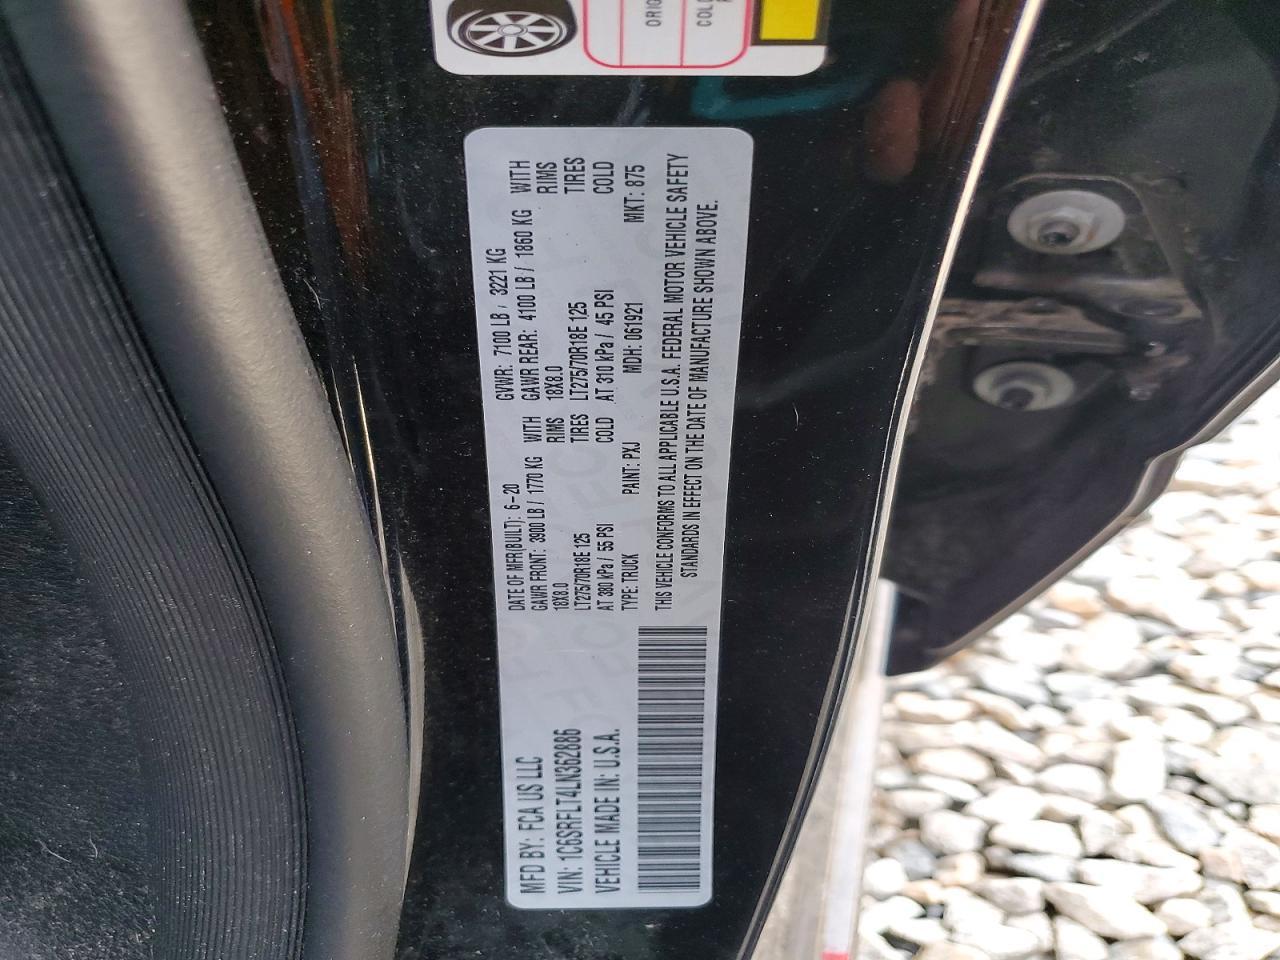 ORIG
COLD
MFD BY: FCA US LLC
VIN: 1C6SRFLT4LN362886
VEHICLE MADE IN: U.S.A.
DATE OF MFR(BUILT): 6-20 GVWR: 7100 LB / 3221 KG
GAWR FRONT: 3900 LB / 1770 KG WITH GAWR REAR: 4100 LB / 1860 KG WITH
18X8.0 RIMS 18X8.0 RIMS
LT275/70R18E 125 TIRES LT275/70R18E 125 TIRES
AT 380 kPa / 55 PSI COLD AT 310 kPa / 45 PSI COLD
TYPE: TRUCK PAINT: PXJ MDH: 061921 MKT: 875
THIS VEHICLE CONFORMS TO ALL APPLICABLE U.S.A. FEDERAL MOTOR VEHICLE SAFETY
STANDARDS IN EFFECT ON THE DATE OF MANUFACTURE SHOWN ABOVE.